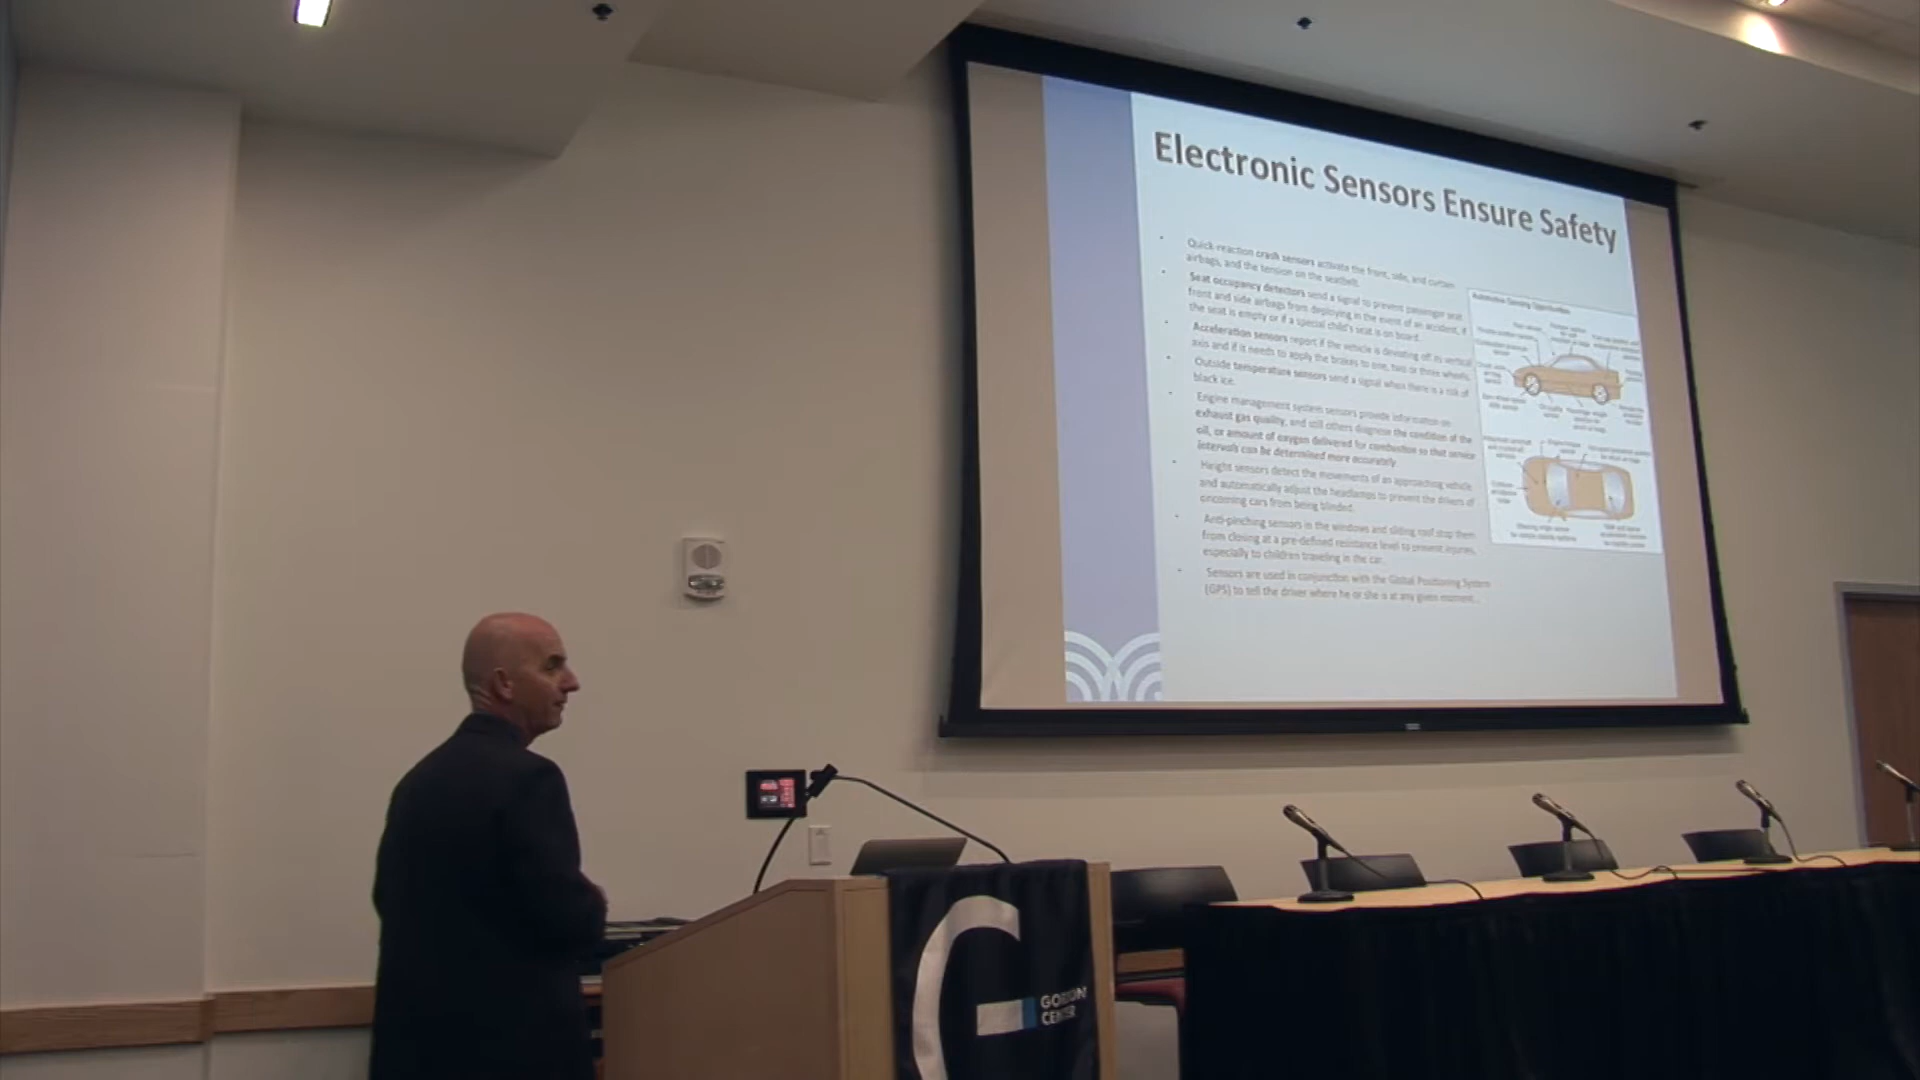 Electronic Sensors Ensure Safety
Quick-reaction crash sensors activate the front, side, and curtain
airbags, and the tension on the seatbelt.
Seat occupancy detectors send a signal to prevent passenger seat
front and side airbags from deploying in the event of an accident, if
the seat is empty or if a special child's seat is on board.
Acceleration sensors report if the vehicle is deviating off its vertical
axis and if it needs to apply the brakes to one, two or three wheels.
Outside temperature sensors send a signal when there is a risk of
black ice.
Engine management system sensors provide information on
exhaust gas quality, and still others diagnose the condition of the
oil, or amount of oxygen delivered for combustion so that service
intervals can be determined more accurately.
Height sensors detect the movements of an approaching vehicle
and automatically adjust the headlamps to prevent the drivers of
oncoming cars from being blinded.
Anti-pinching sensors in the windows and sliding roof stop them
from closing at a pre-defined resistance level to prevent injuries,
especially to children traveling in the car.
Sensors are used in conjunction with the Global Positioning System
(GPS) to tell the driver where he or she is at any given moment...
Automotive Sensing Opportunities
GORDON
CENTER